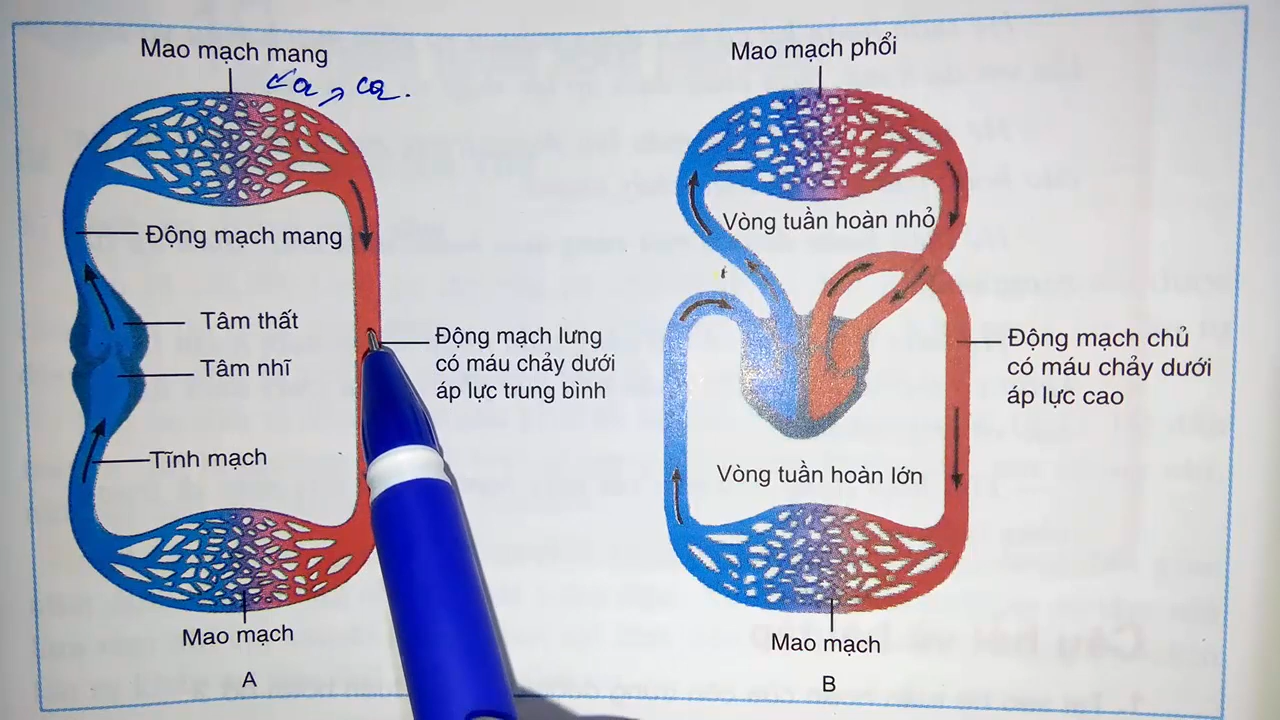 Mao mạch mang
Động mạch mang
Tâm thất
Tâm nhĩ
Tĩnh mạch
Động mạch lưng
có máu chảy dưới
áp lực trung bình
Mao mạch
A
Mao mạch phổi
Vòng tuần hoàn nhỏ
Động mạch chủ
có máu chảy dưới
áp lực cao
Vòng tuần hoàn lớn
Mao mạch
B